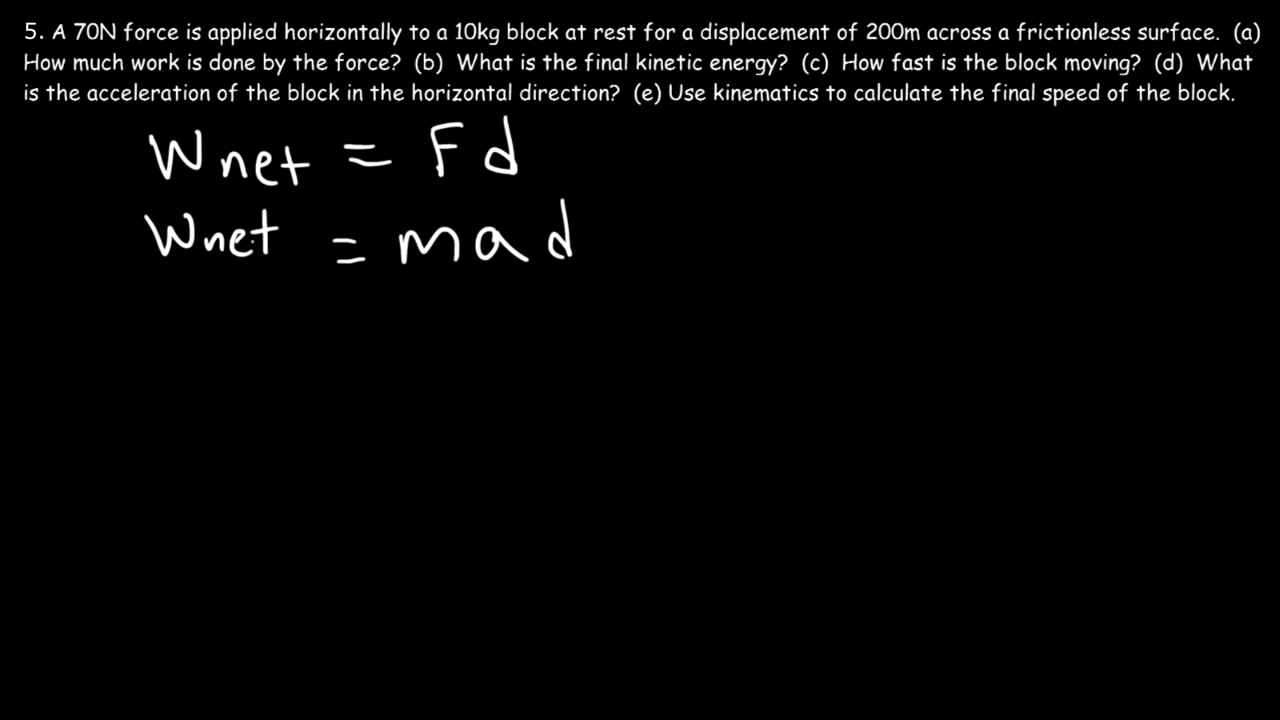 5. A 70N force is applied horizontally to a 10kg block at rest for a displacement of 200m across a frictionless surface. (a)
How much work is done by the force? (b) What is the final kinetic energy? (c) How fast is the block moving? (d) What
is the acceleration of the block in the horizontal direction? (e) Use kinematics to calculate the final speed of the block.
Wnet = Fd
Wnet = mad